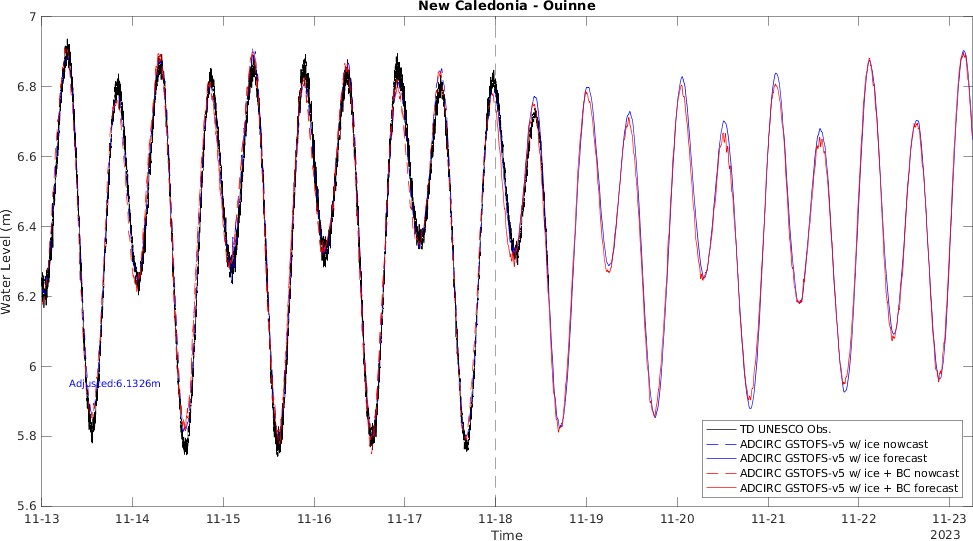 New Caledonia - Ouinne
Water Level (m)
7
6.8
6.6
6.4
6.2
6
5.8
5.6
Adjusted:6.1326m
TD UNESCO Obs.
ADCIRC GSTOFS-v5 w/ ice nowcast
ADCIRC GSTOFS-v5 w/ ice forecast
ADCIRC GSTOFS-v5 w/ ice + BC nowcast
ADCIRC GSTOFS-v5 w/ ice + BC forecast
11-13 11-14 11-15 11-16 11-17 11-18 11-19 11-20 11-21 11-22 11-23
2023
Time